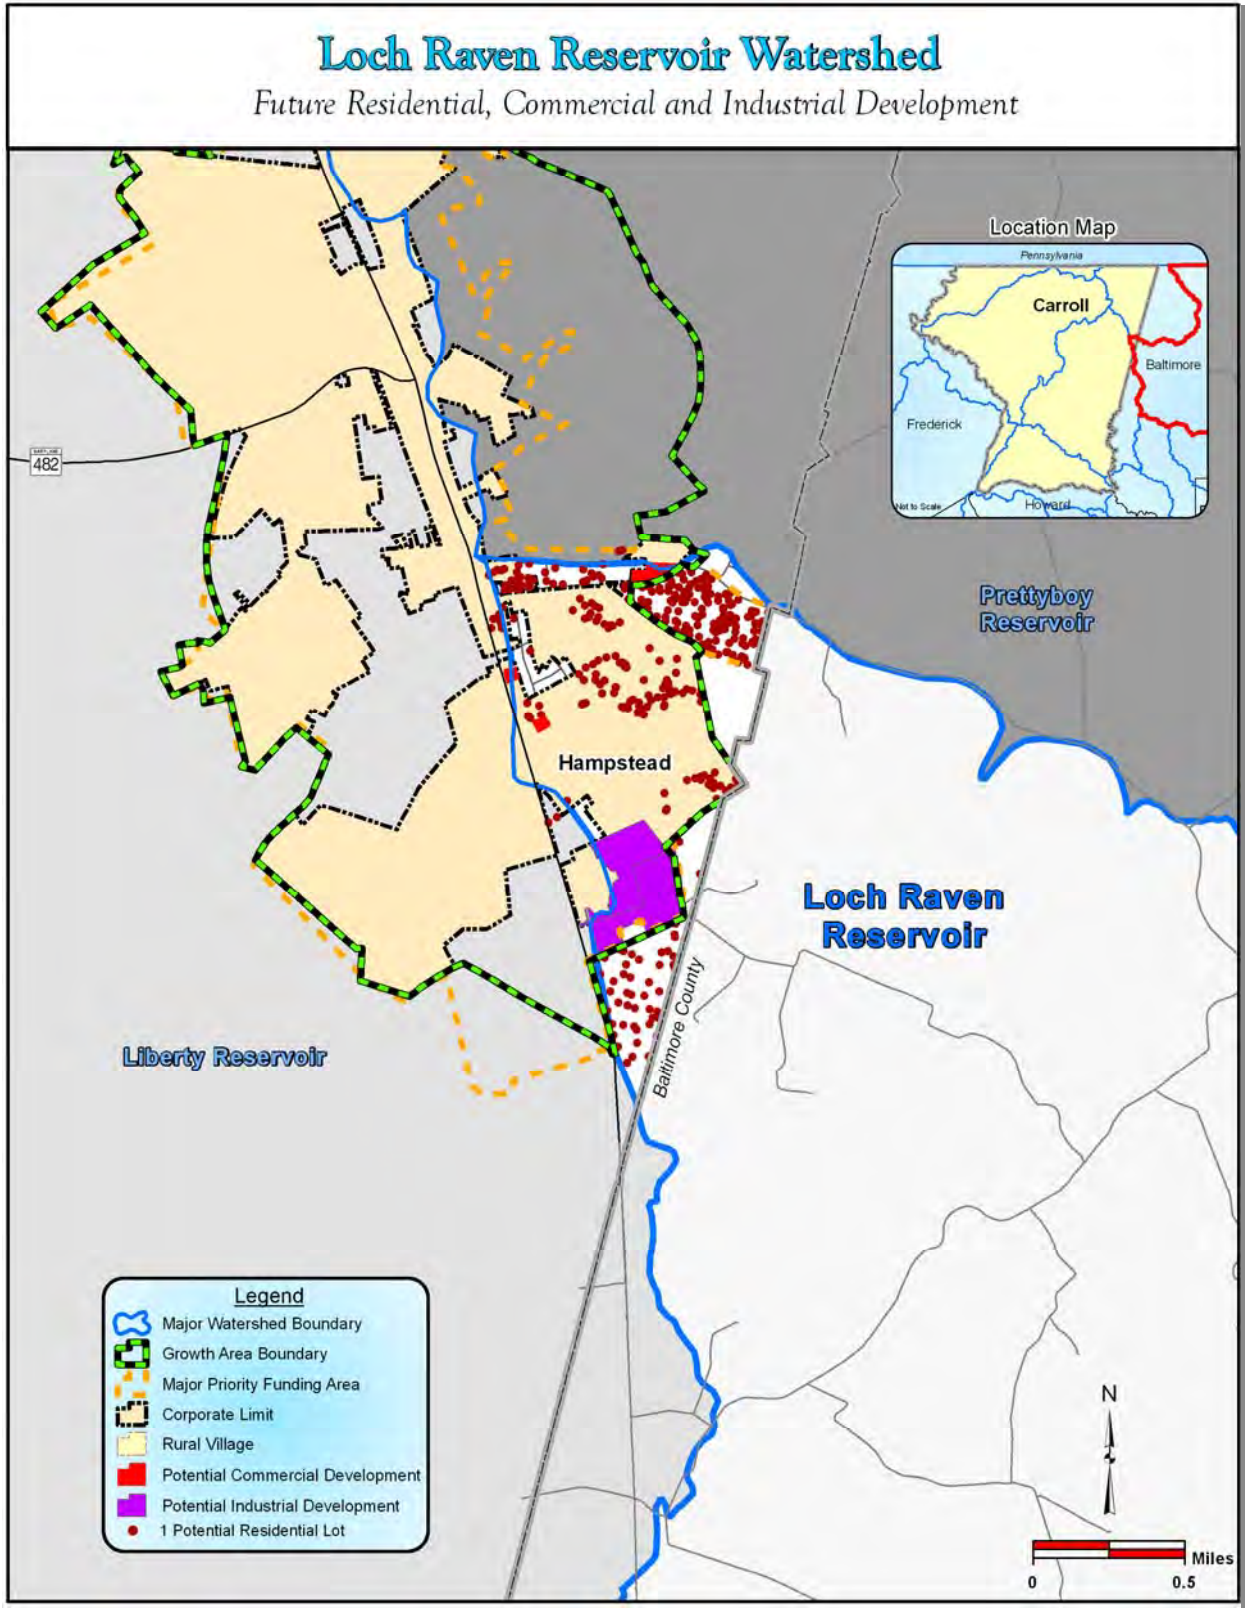 Loch Raven Reservoir Watershed
Future Residential, Commercial and Industrial Development
Location Map
Pennsylvania
Carroll
Baltimore
Frederick
Not to Scale
Howard
MARYLAND
482
Prettyboy
Reservoir
Hampstead
Loch Raven
Reservoir
Baltimore County
Liberty Reservoir
Legend
Major Watershed Boundary
Growth Area Boundary
Major Priority Funding Area
Corporate Limit
Rural Village
Potential Commercial Development
Potential Industrial Development
1 Potential Residential Lot
N
Miles
0
0.5